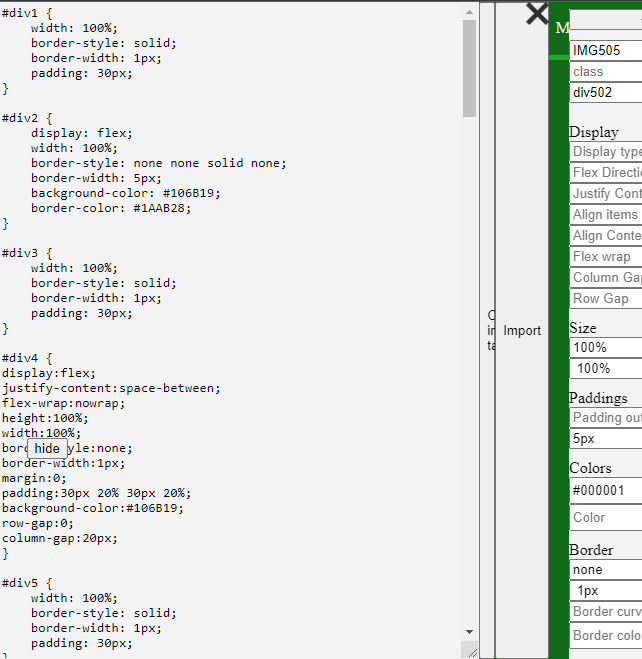 #div1 {
width: 100%;
border-style: solid;
border-width: 1px;
padding: 30px;
}
#div2 {
display: flex;
width: 100%;
border-style: none none solid none;
border-width: 5px;
background-color: #106B19;
border-color: #1AAB28;
}
#div3 {
width: 100%;
border-style: solid;
border-width: 1px;
padding: 30px;
}
#div4 {
display:flex;
justify-content:space-between;
flex-wrap:nowrap;
height:100%;
width:100%;
hide
yle:none;
border-width:1px;
margin:0;
padding:30px 20% 30px 20%;
background-color:#106B19;
row-gap:0;
column-gap:20px;
}
#div5 {
width: 100%;
border-style: solid;
border-width: 1px;
padding: 30px;
Import
M
IMG505
class
div502
Display
Display type
Flex Directi
Justify Cont
Align items
Align Conte
Flex wrap
Column Ga
Row Gap
Size
100%
100%
Paddings
Padding out
5px
Colors
#000001
Color
Border
none
1px
Border curv
Border colo